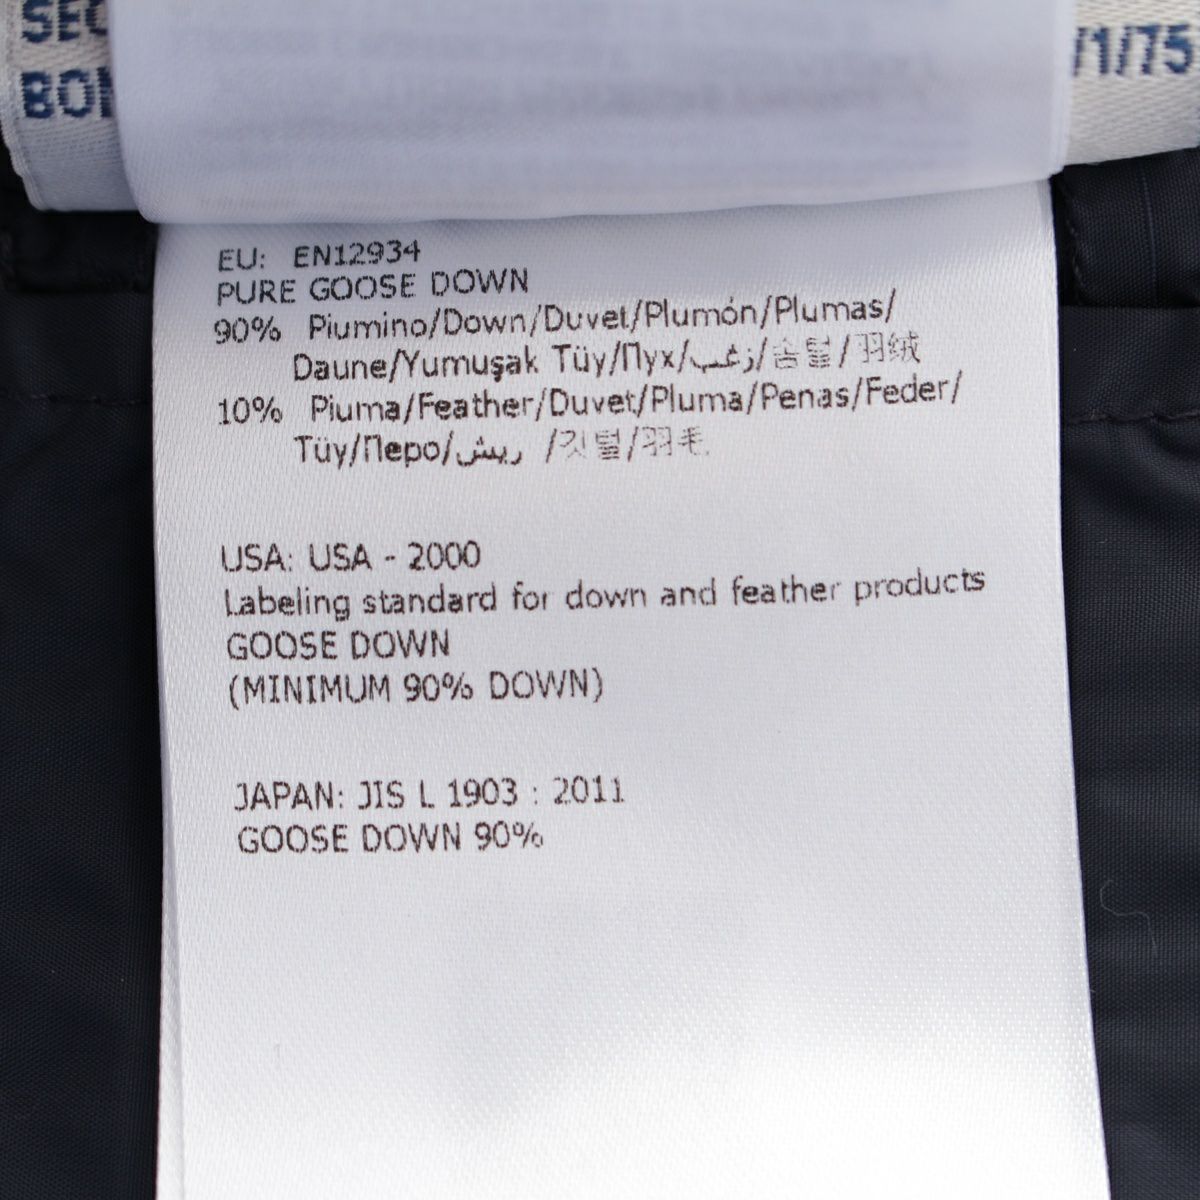 /1/75
EU: EN12934
PURE GOOSE DOWN
90% Piumino/Down/Duvet/Plumón/Plumas/
Daune/Yumuşak Tüy/Пух/زغب/솜털/羽绒
10% Piuma/Feather/Duvet/Pluma/Penas/Feder/
Tüy/Перо/ريش /깃털/羽毛
USA: USA - 2000
Labeling standard for down and feather products
GOOSE DOWN
(MINIMUM 90% DOWN)
JAPAN: JIS L 1903 : 2011
GOOSE DOWN 90%